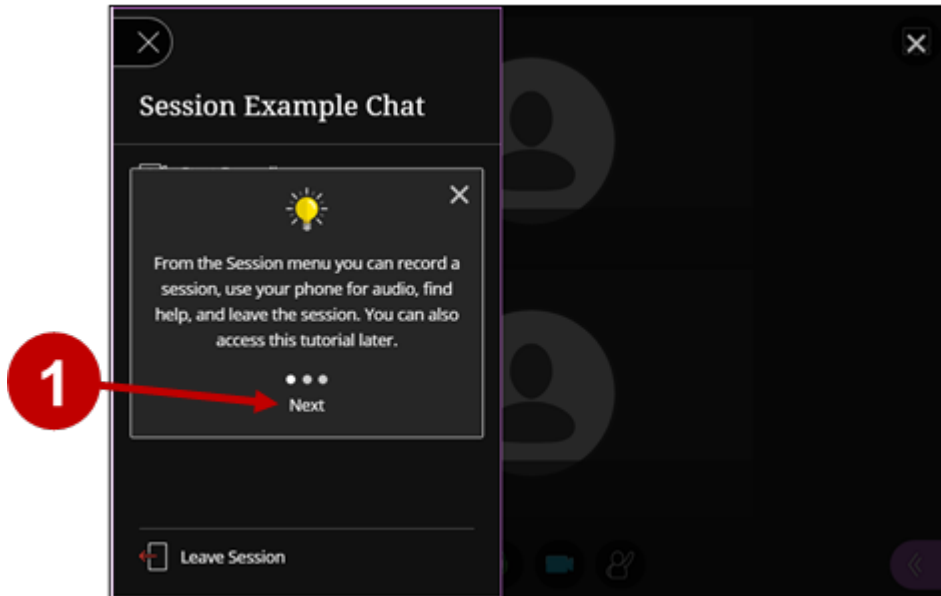 Session Example Chat
From the Session menu you can record a
session, use your phone for audio, find
help, and leave the session. You can also
access this tutorial later.
1
Next
Leave Session